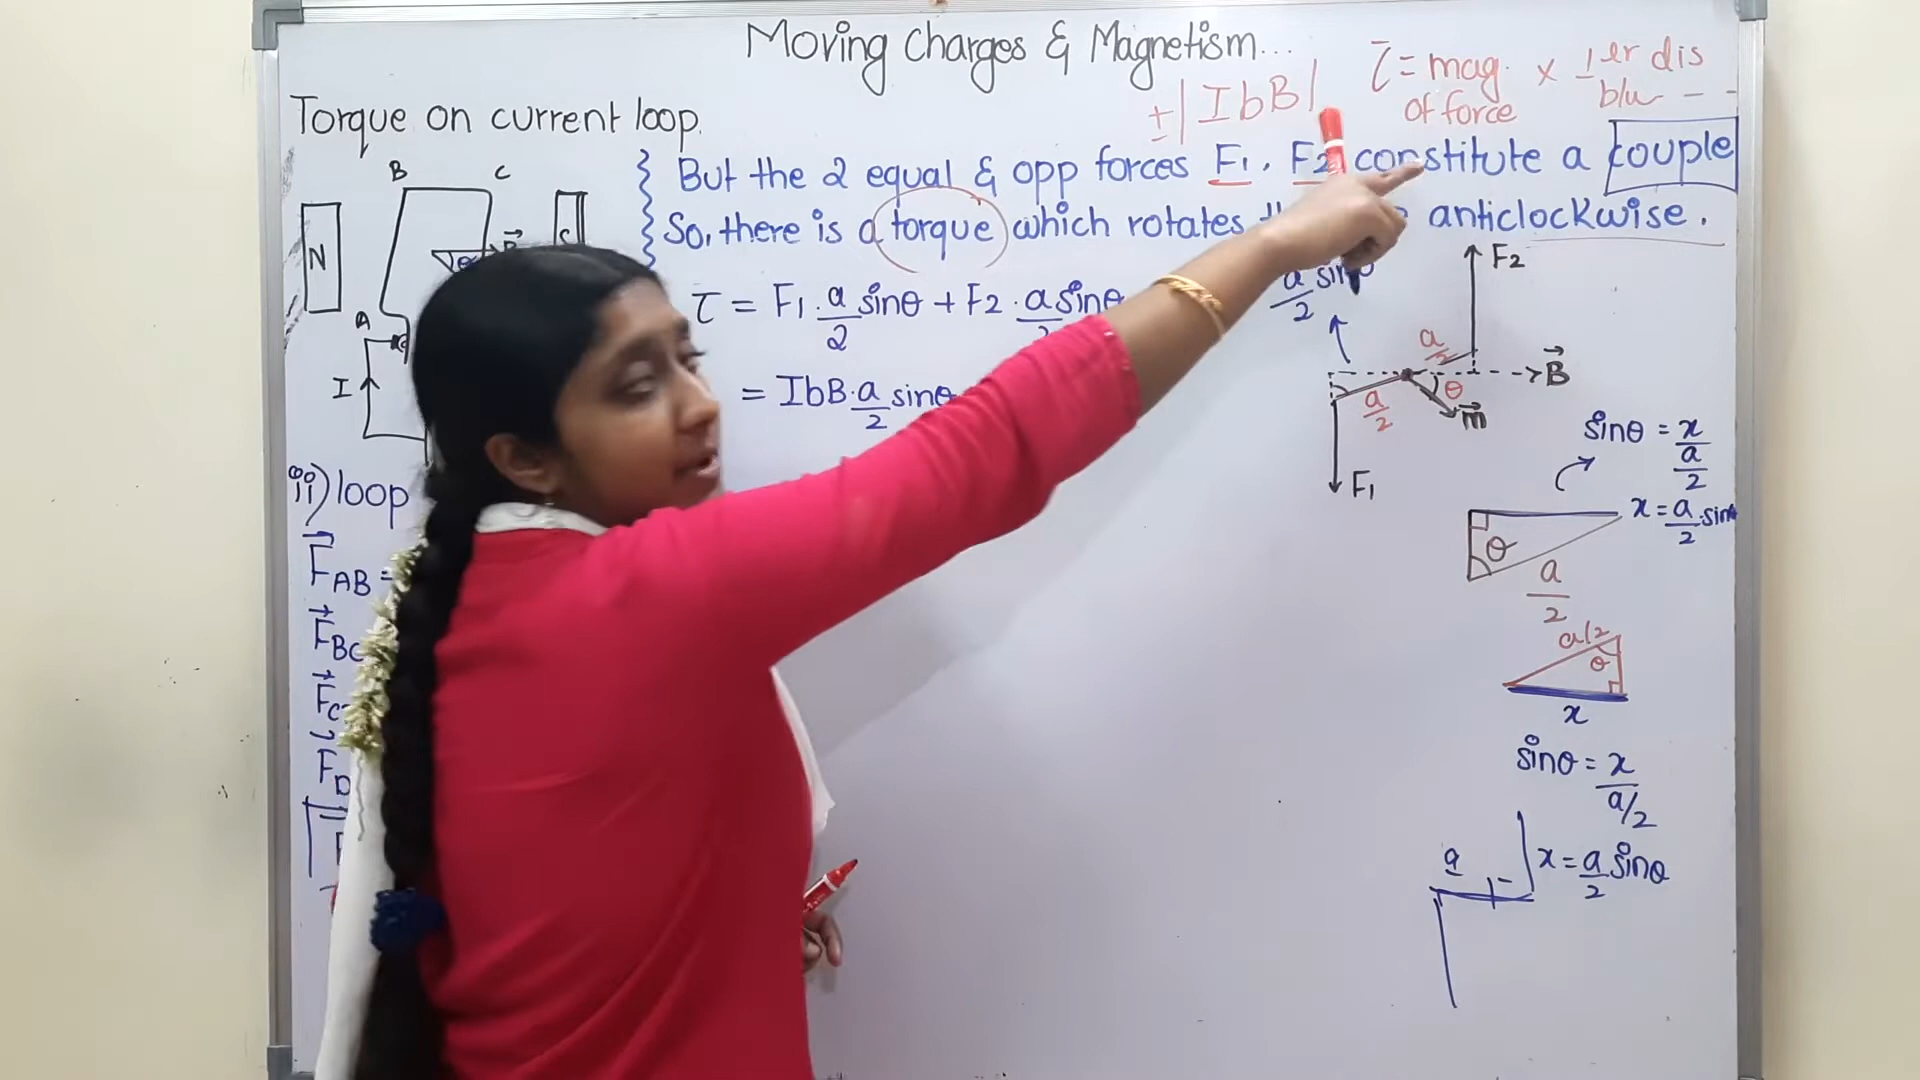 Moving Charges & Magnetism...
Torque on current loop.
±|IbB|
τ = mag. of force × ⊥er dis blw - -
But the 2 equal & opp forces F1, F2 constitute a couple
So, there is a torque which rotates anticlockwise.
τ = F1 · a/2 sinθ + F2 · a sinθ
= IbB · a/2 sinθ
B
C
N
A
I
ii) loop
F⃗AB =
F⃗BC
a/2 sinθ
F2
a/2
B⃗
θ
a/2
m⃗
F1
sinθ = x / a/2
x = a/2 · sinθ
θ
a/2
a/2
θ
x
sinθ = x / a/2
a
x = a/2 sinθ